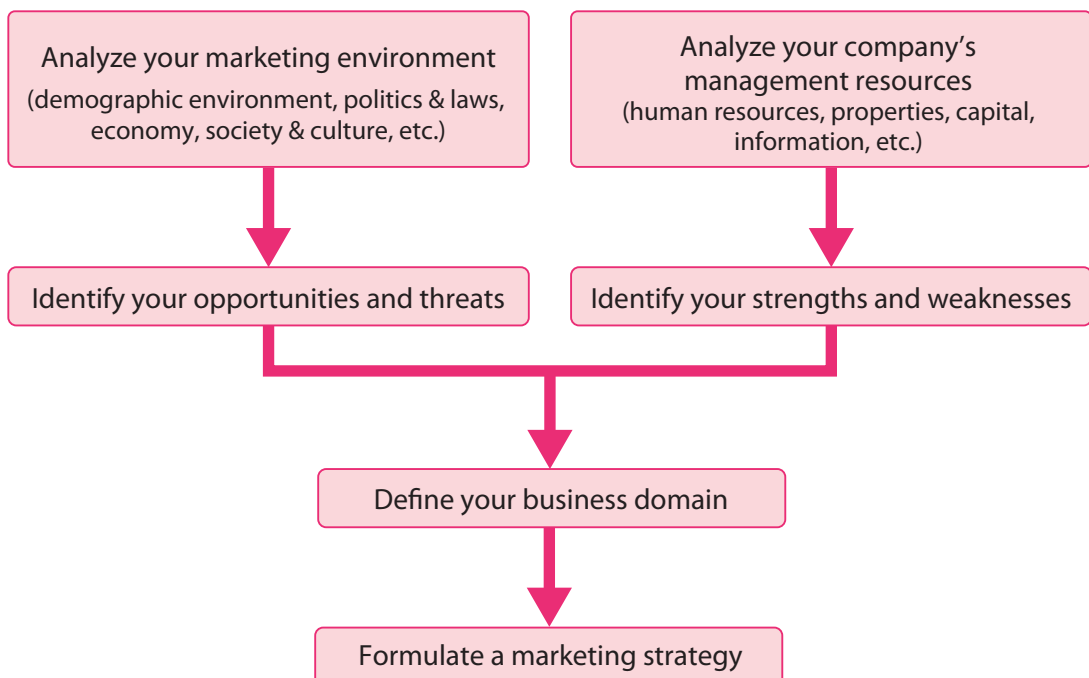 Analyze your marketing environment
(demographic environment, politics & laws,
economy, society & culture, etc.)
Analyze your company’s
management resources
(human resources, properties, capital,
information, etc.)
Identify your opportunities and threats
Identify your strengths and weaknesses
Define your business domain
Formulate a marketing strategy